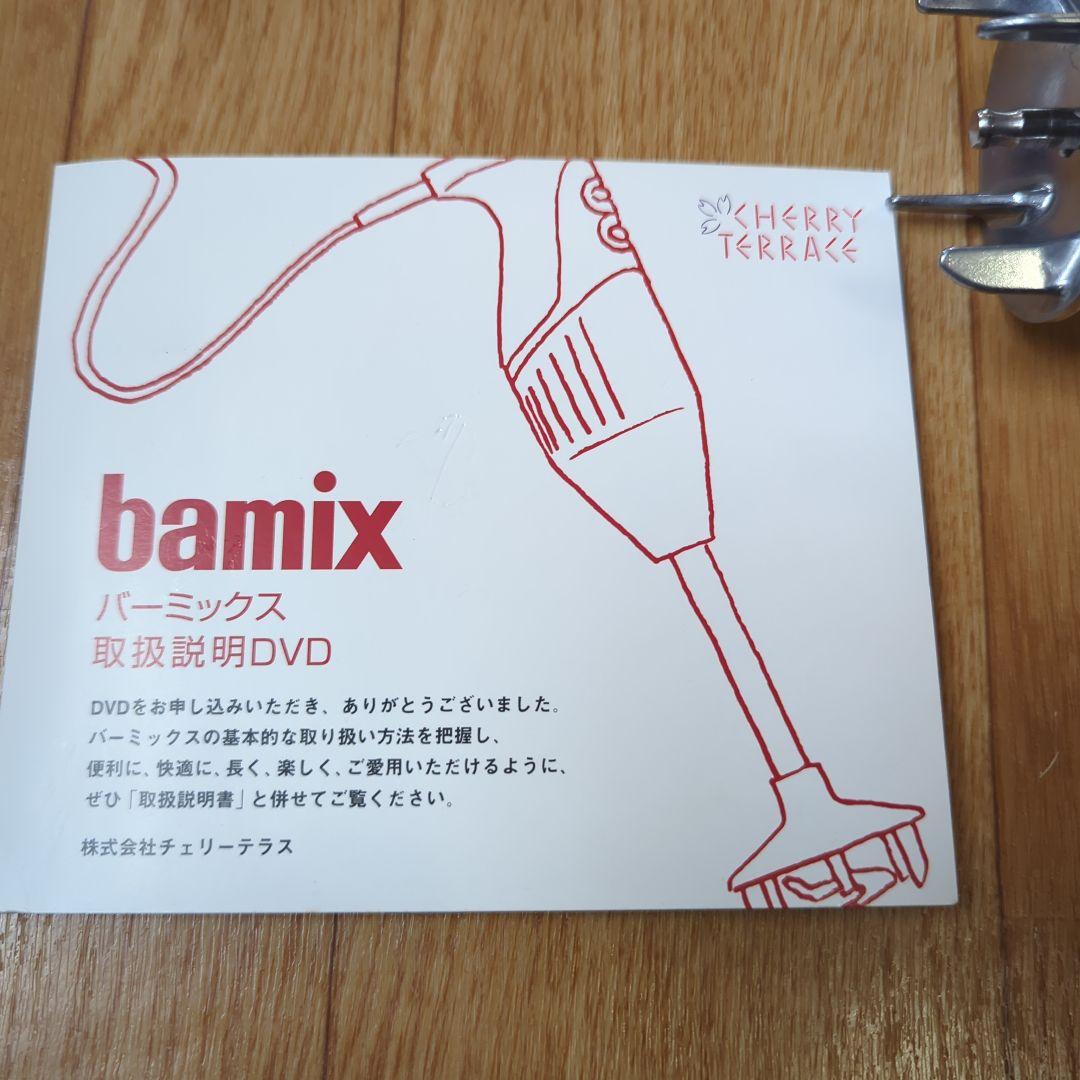 CHERRY
TERRACE
bamix
バーミックス
取扱説明DVD
DVDをお申し込みいただき、ありがとうございました。
バーミックスの基本的な取り扱い方法を把握し、
便利に、快適に、長く、楽しく、ご愛用いただけるように、
ぜひ「取扱説明書」と併せてご覧ください。
株式会社チェリーテラス